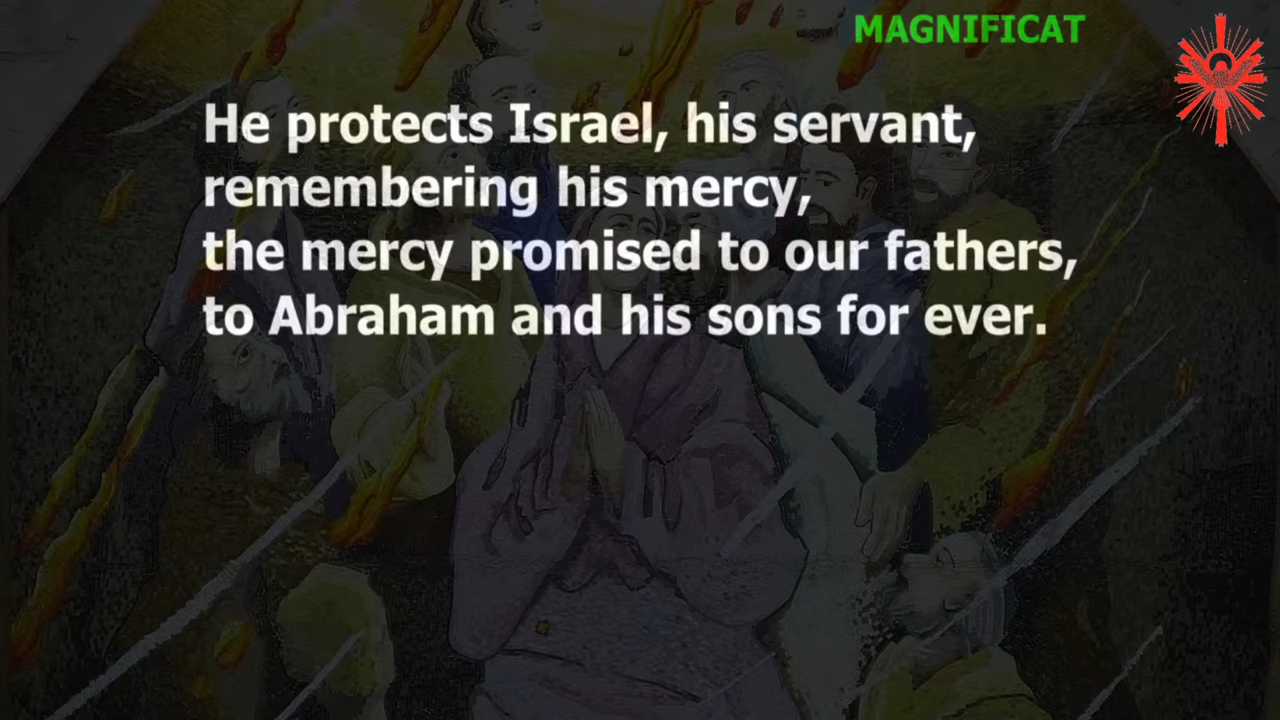 MAGNIFICAT
He protects Israel, his servant,
remembering his mercy,
the mercy promised to our fathers,
to Abraham and his sons for ever.